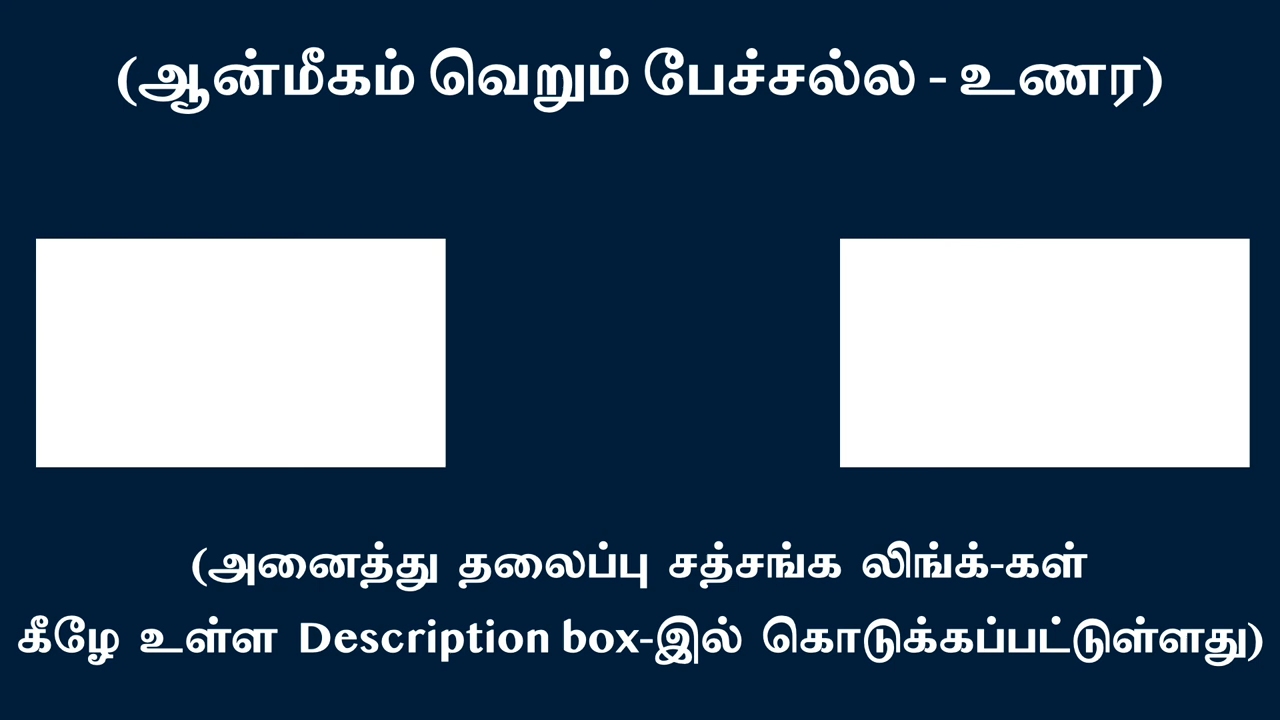 (ஆன்மீகம் வெறும் பேச்சல்ல - உணர)
(அனைத்து தலைப்பு சத்சங்க லிங்க்-கள்
கீழே உள்ள Description box-இல் கொடுக்கப்பட்டுள்ளது)